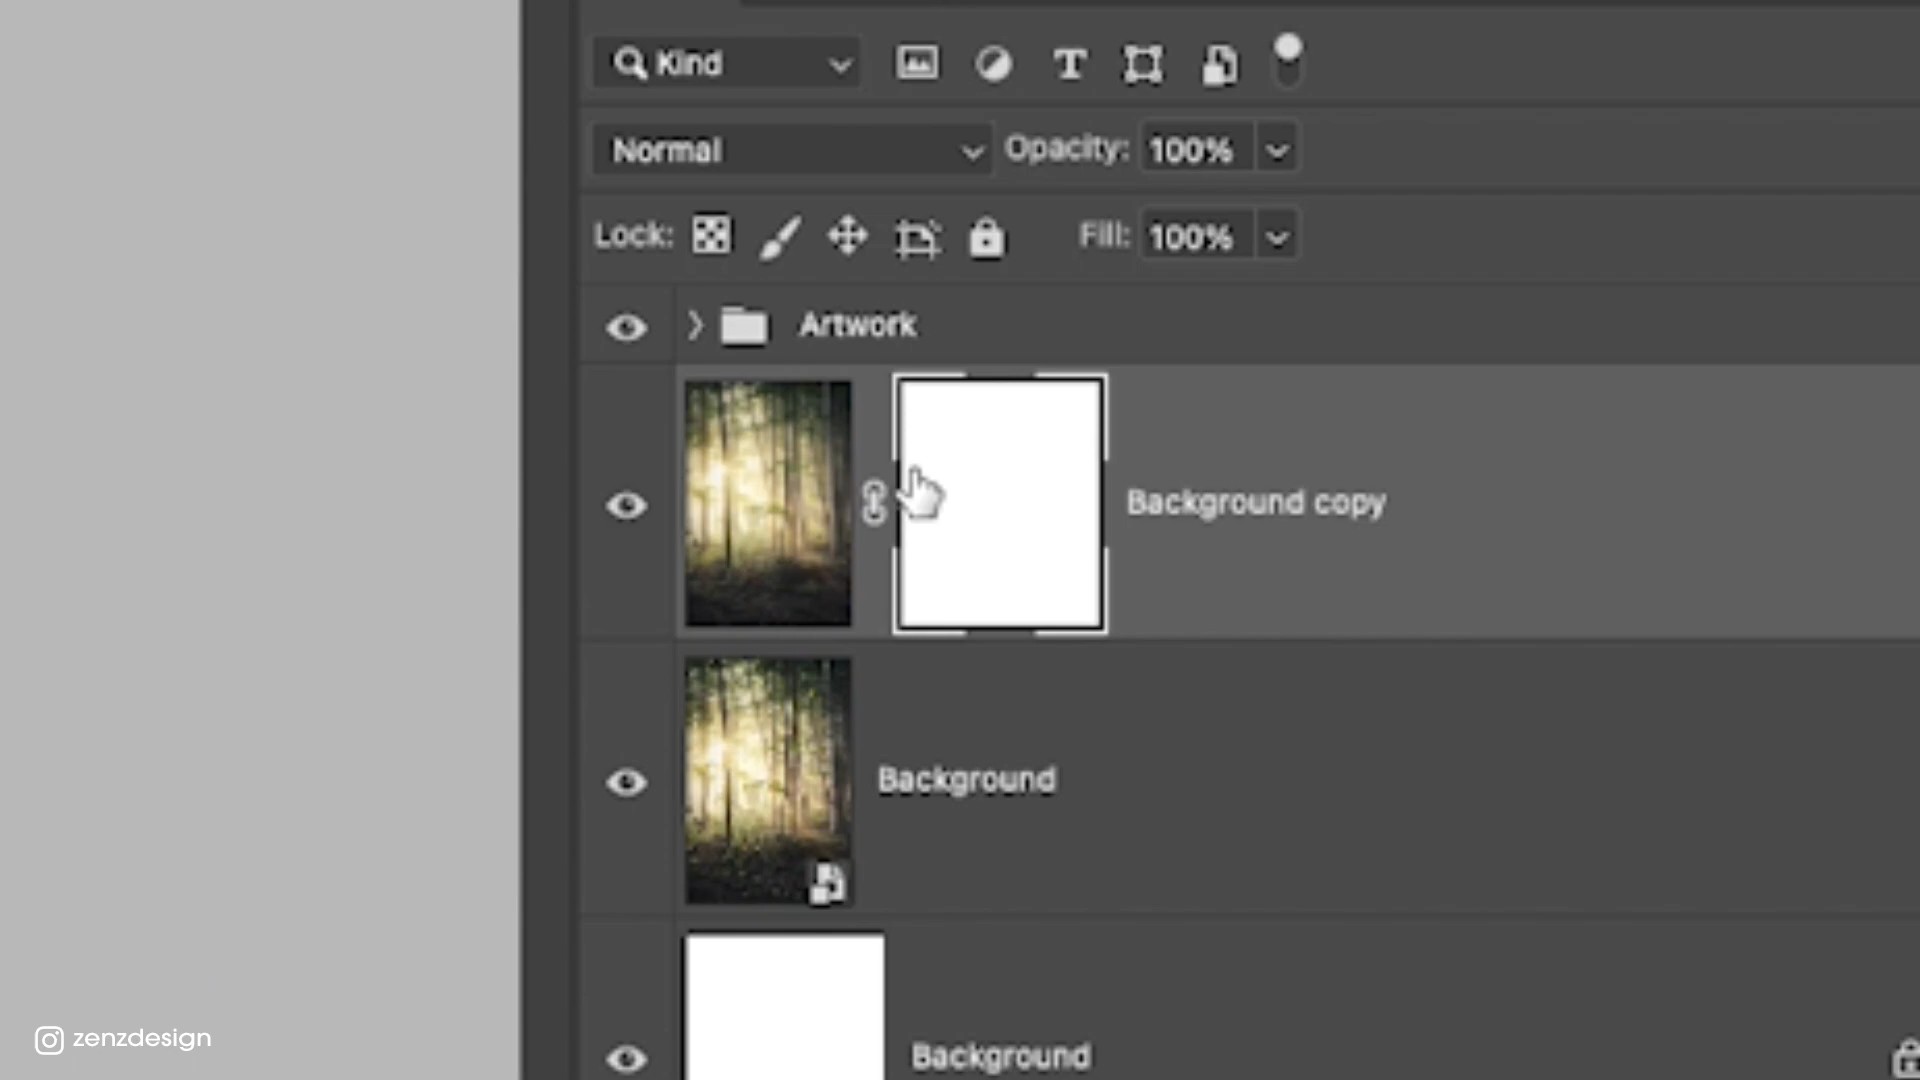 Kind
Normal
Opacity: 100%
Lock:
Fill: 100%
Artwork
Background copy
Background
Background
zenzdesign